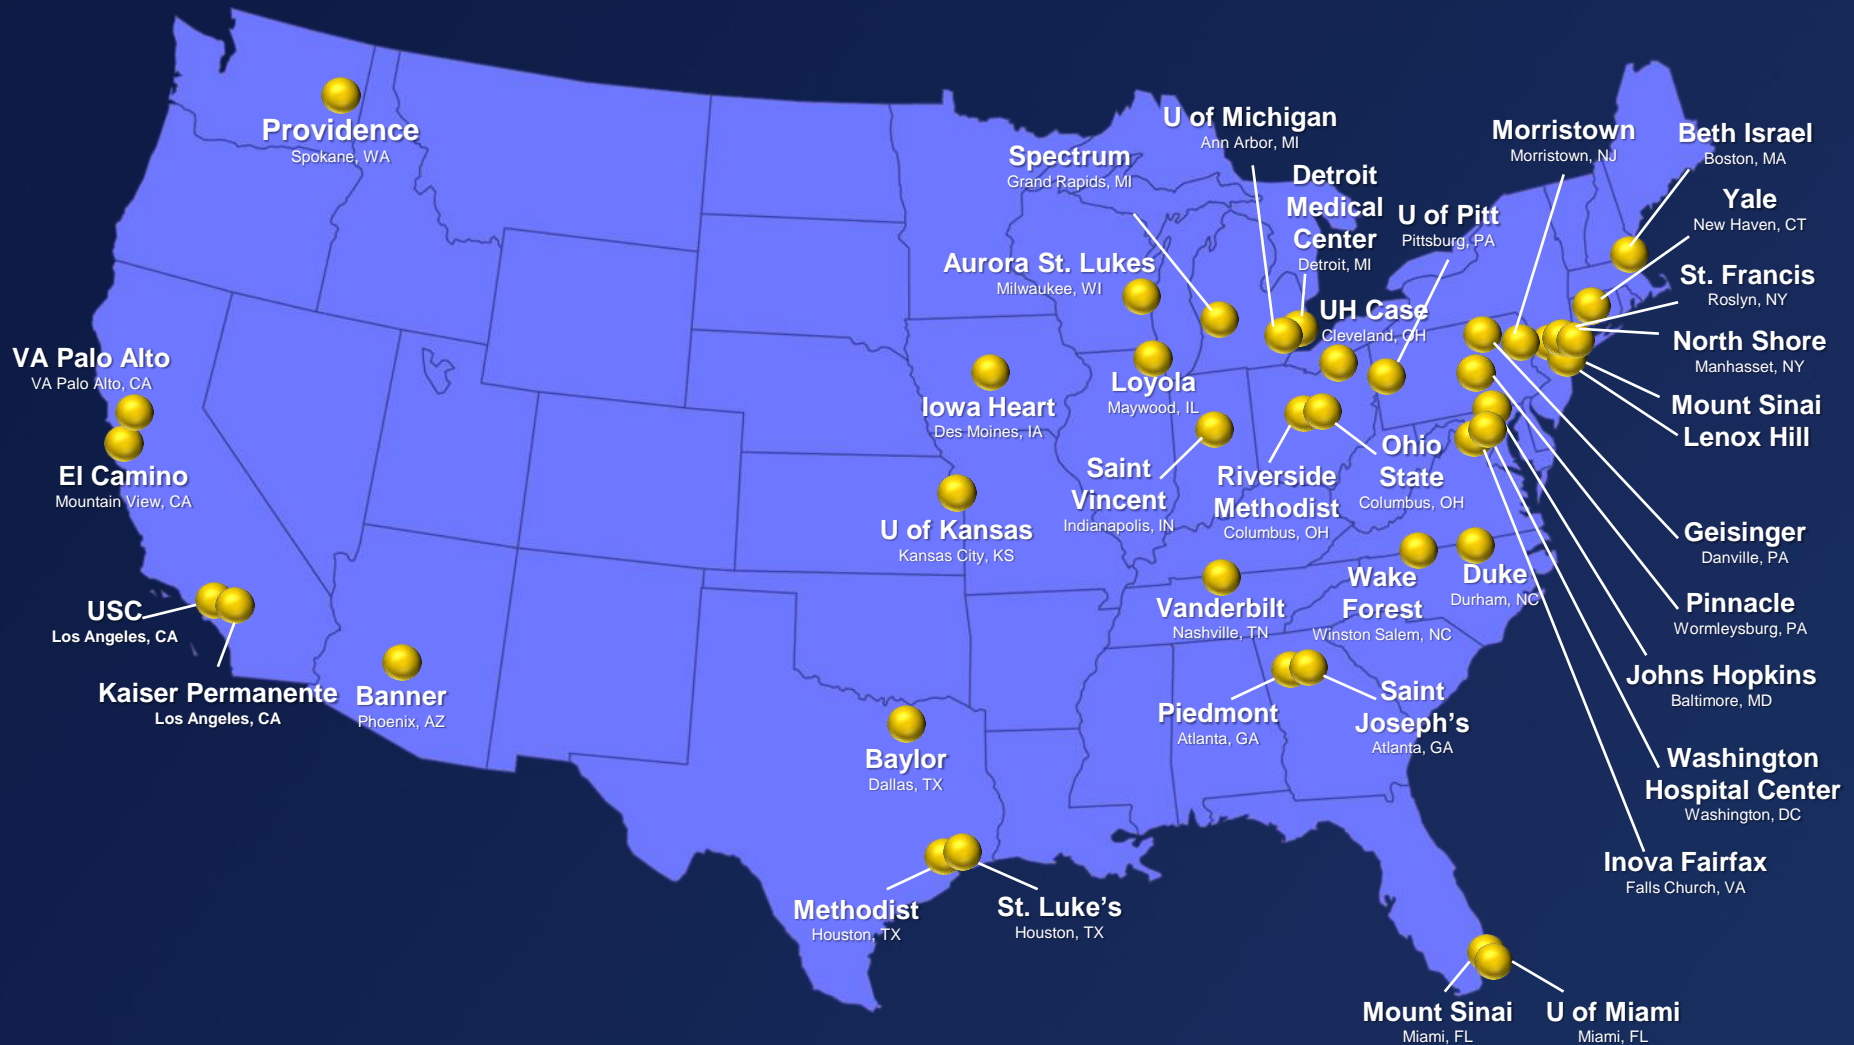 Providence
Spokane, WA
VA Palo Alto
VA Palo Alto, CA
El Camino
Mountain View, CA
USC
Los Angeles, CA
Kaiser Permanente
Los Angeles, CA
Banner
Phoenix, AZ
U of Michigan
Ann Arbor, MI
Spectrum
Grand Rapids, MI
Detroit
Medical
Center
Detroit, MI
U of Pitt
Pittsburg, PA
Aurora St. Lukes
Milwaukee, WI
UH Case
Cleveland, OH
Iowa Heart
Des Moines, IA
Loyola
Maywood, IL
U of Kansas
Kansas City, KS
Saint
Vincent
Indianapolis, IN
Riverside
Methodist
Columbus, OH
Ohio
State
Columbus, OH
Vanderbilt
Nashville, TN
Wake
Forest
Winston Salem, NC
Duke
Durham, NC
Piedmont
Atlanta, GA
Saint
Joseph’s
Atlanta, GA
Baylor
Dallas, TX
Methodist
Houston, TX
St. Luke’s
Houston, TX
Mount Sinai
Miami, FL
U of Miami
Miami, FL
Morristown
Morristown, NJ
Beth Israel
Boston, MA
Yale
New Haven, CT
St. Francis
Roslyn, NY
North Shore
Manhasset, NY
Mount Sinai
Lenox Hill
Geisinger
Danville, PA
Pinnacle
Wormleysburg, PA
Johns Hopkins
Baltimore, MD
Washington
Hospital Center
Washington, DC
Inova Fairfax
Falls Church, VA